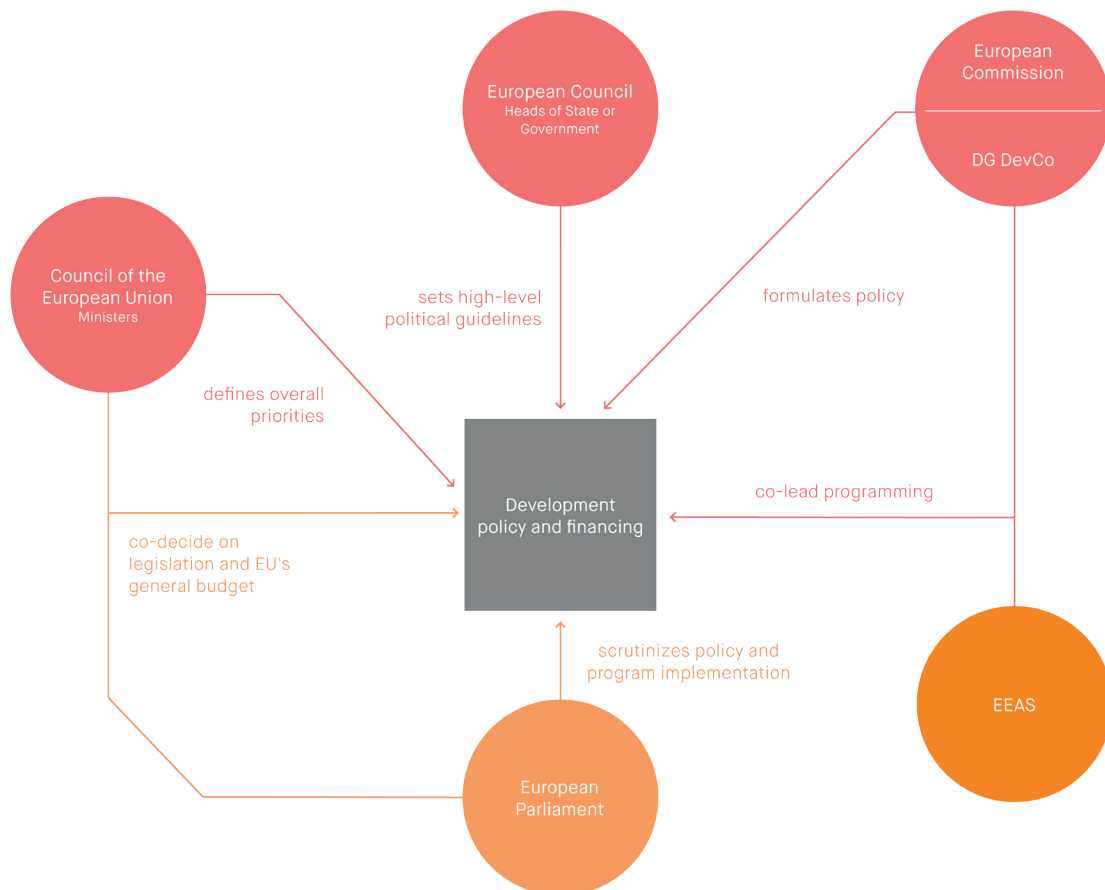 European
Commission
DG DevCo
European Council
Heads of State or
Government
Council of the
European Union
Ministers
sets high-level
political guidelines
formulates policy
defines overall
priorities
Development
policy and financing
co-lead programming
co-decide on
legislation and EU's
general budget
scrutinizes policy and
program implementation
EEAS
European
Parliament